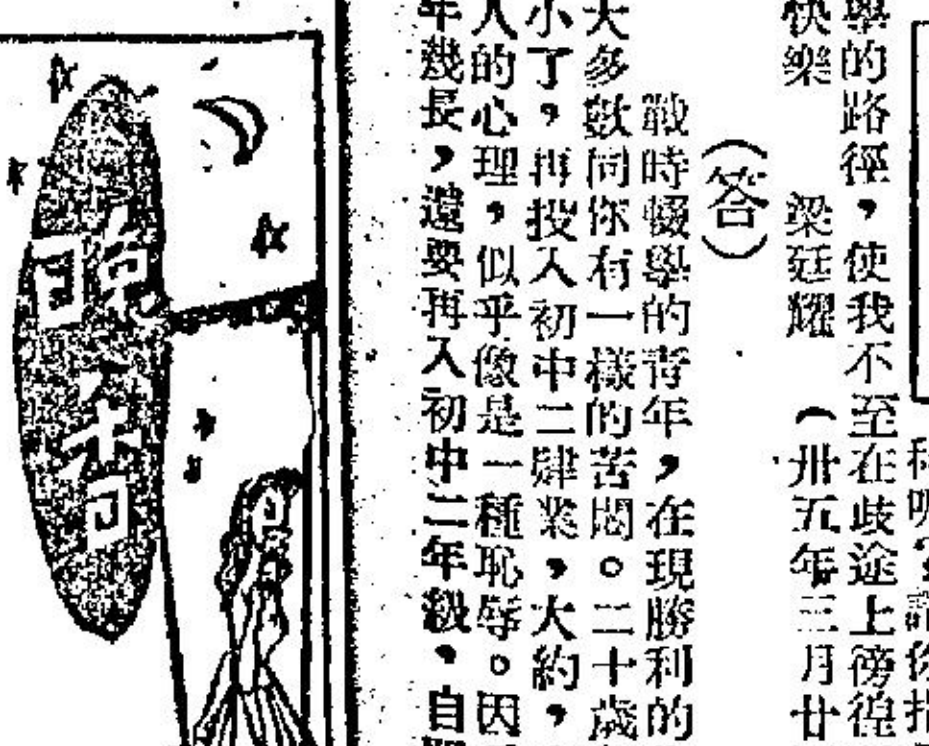 學的路徑，使我不至在歧途上徬徨
快樂　梁廷耀　（卅五年三月廿
（答）
戰時輟學的青年，在現勝利的
大多數同你有一樣的苦悶。二十歲
小了，再投入初中二肄業，大約，
人的心理，似乎像是一種恥辱。因
年幾長，還要再入初中二年級，自
晚香